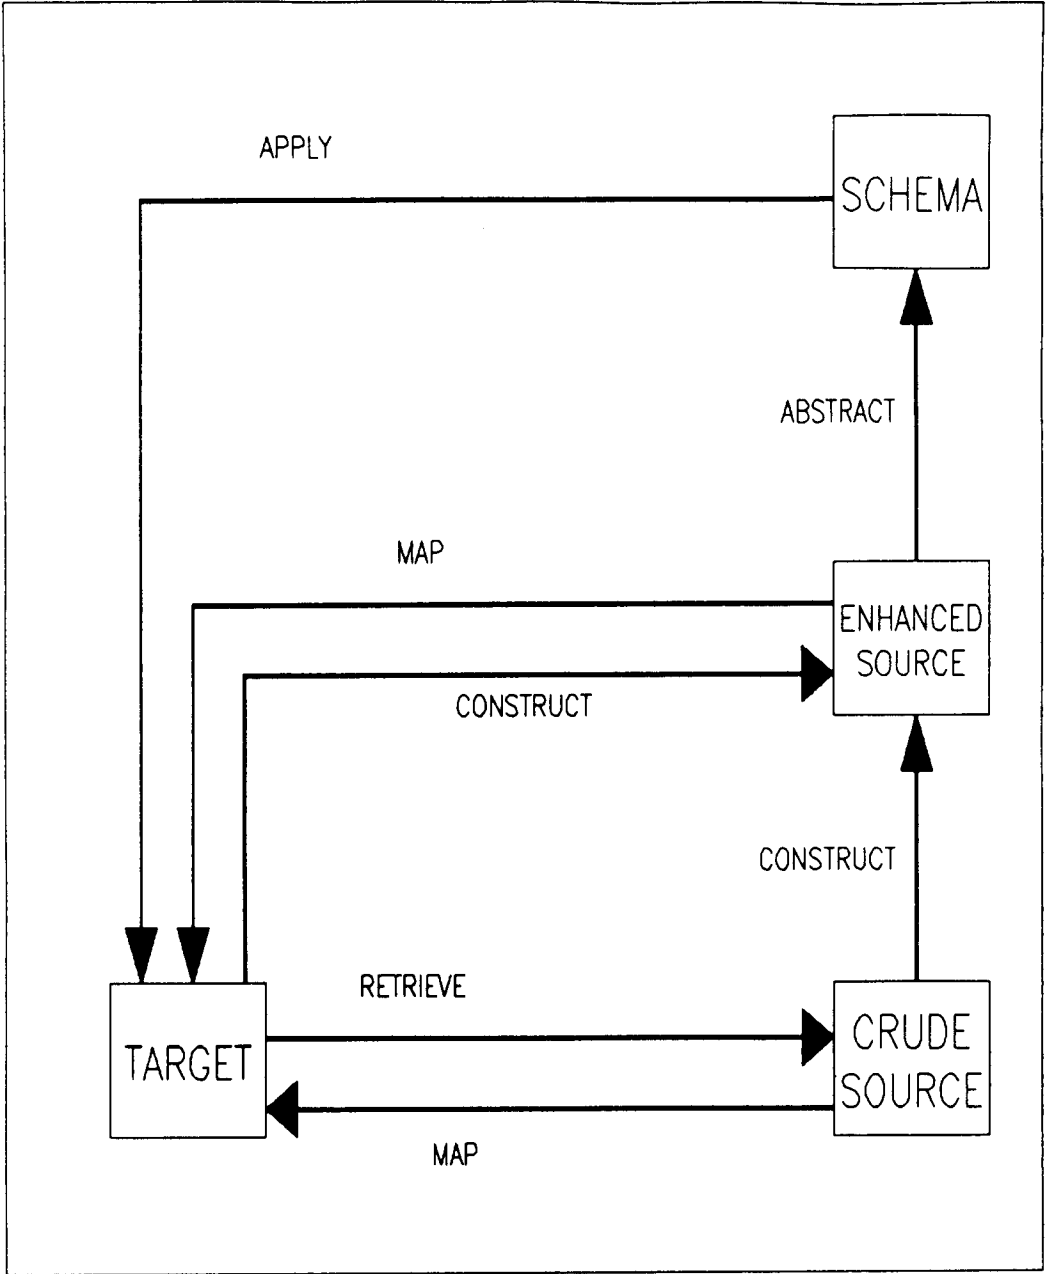 APPLY
SCHEMA
ABSTRACT
MAP
ENHANCED
SOURCE
CONSTRUCT
CONSTRUCT
RETRIEVE
CRUDE
SOURCE
TARGET
MAP